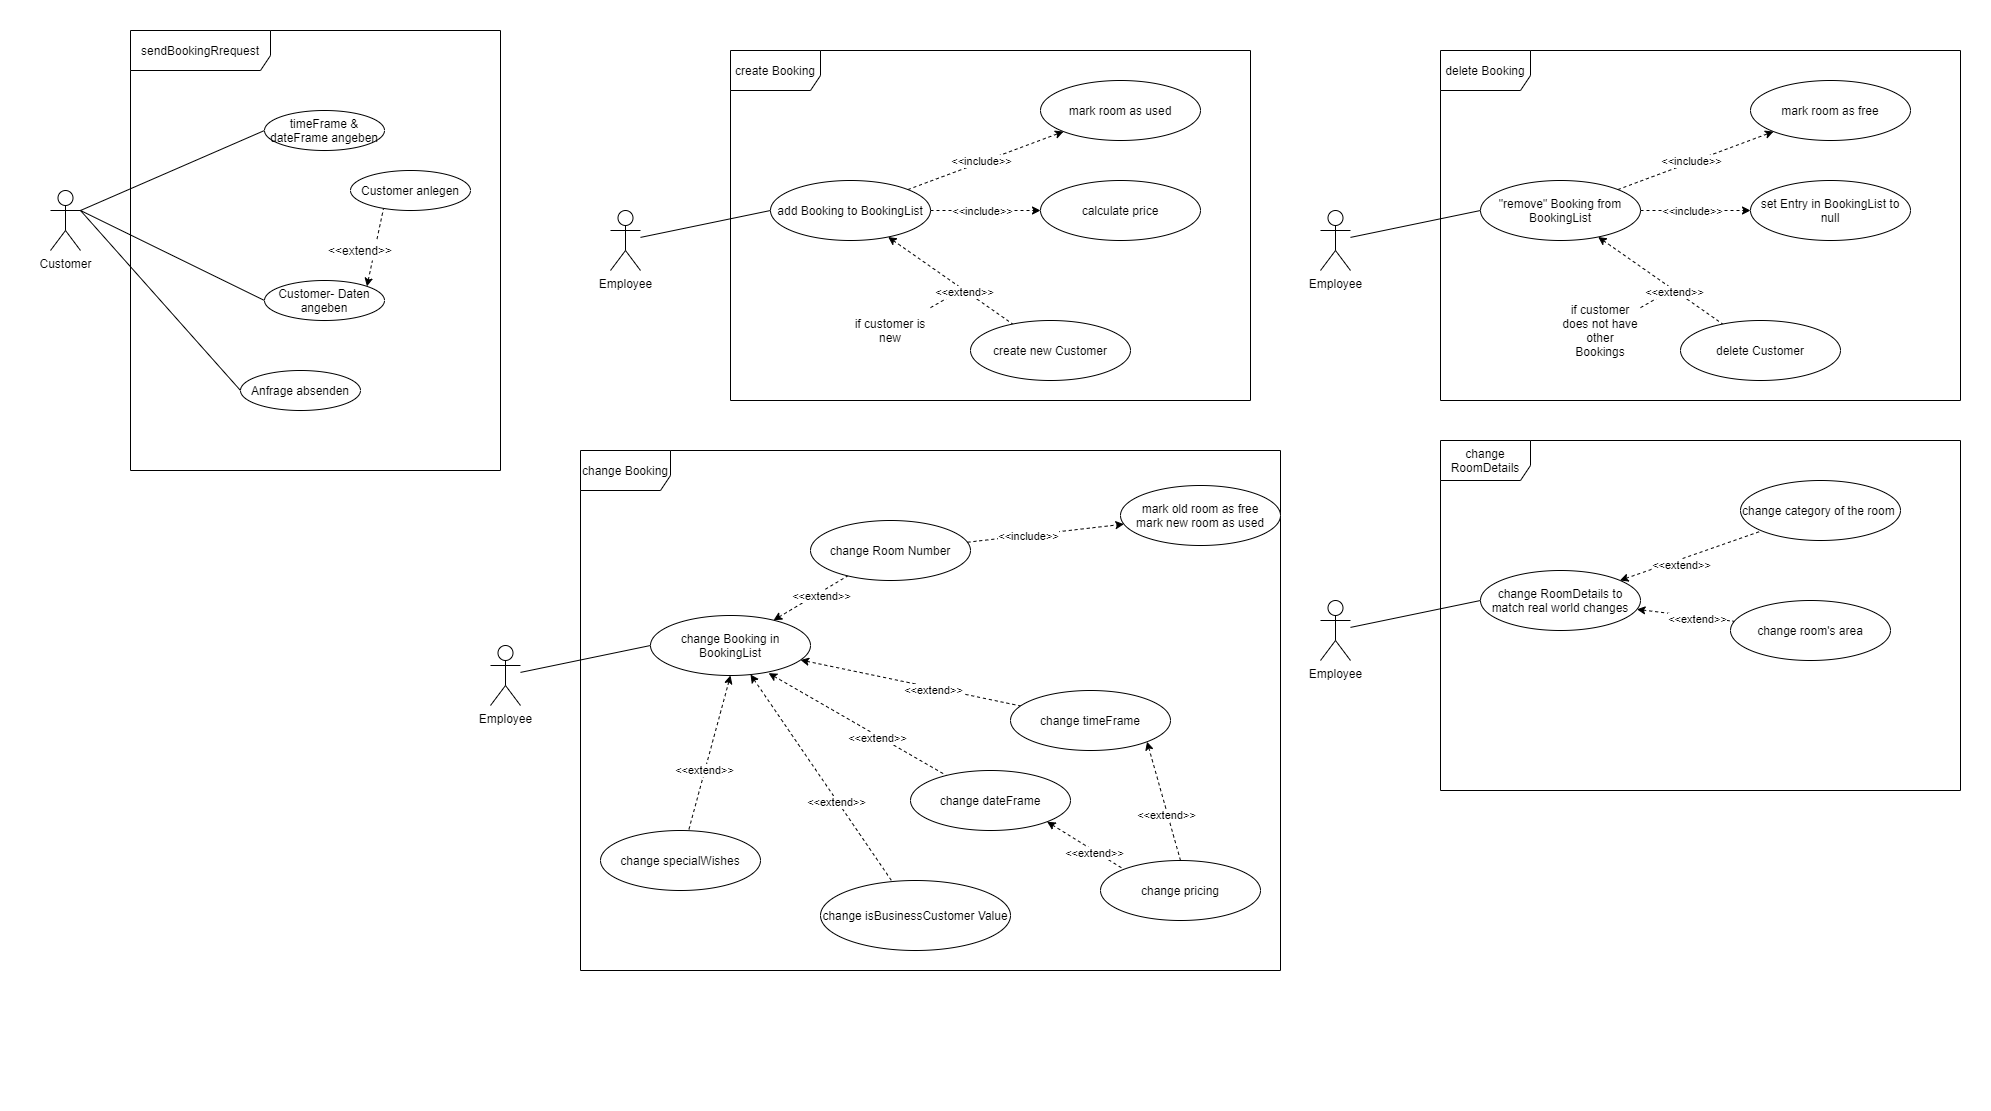 sendBookingRrequest
timeFrame &
dateFrame angeben
Customer anlegen
<<extend>>
Customer
Customer- Daten
angeben
Anfrage absenden
create Booking
mark room as used
<<include>>
add Booking to BookingList
<<include>>
calculate price
Employee
<<extend>>
if customer is
new
create new Customer
delete Booking
mark room as free
<<include>>
"remove" Booking from
BookingList
<<include>>
set Entry in BookingList to
null
Employee
<<extend>>
if customer
does not have
other
Bookings
delete Customer
change Booking
mark old room as free
mark new room as used
<<include>>
change Room Number
<<extend>>
change Booking in
BookingList
Employee
<<extend>>
change timeFrame
<<extend>>
<<extend>>
change dateFrame
<<extend>>
<<extend>>
<<extend>>
change specialWishes
change pricing
change isBusinessCustomer Value
change
RoomDetails
change category of the room
<<extend>>
change RoomDetails to
match real world changes
<<extend>>
change room's area
Employee